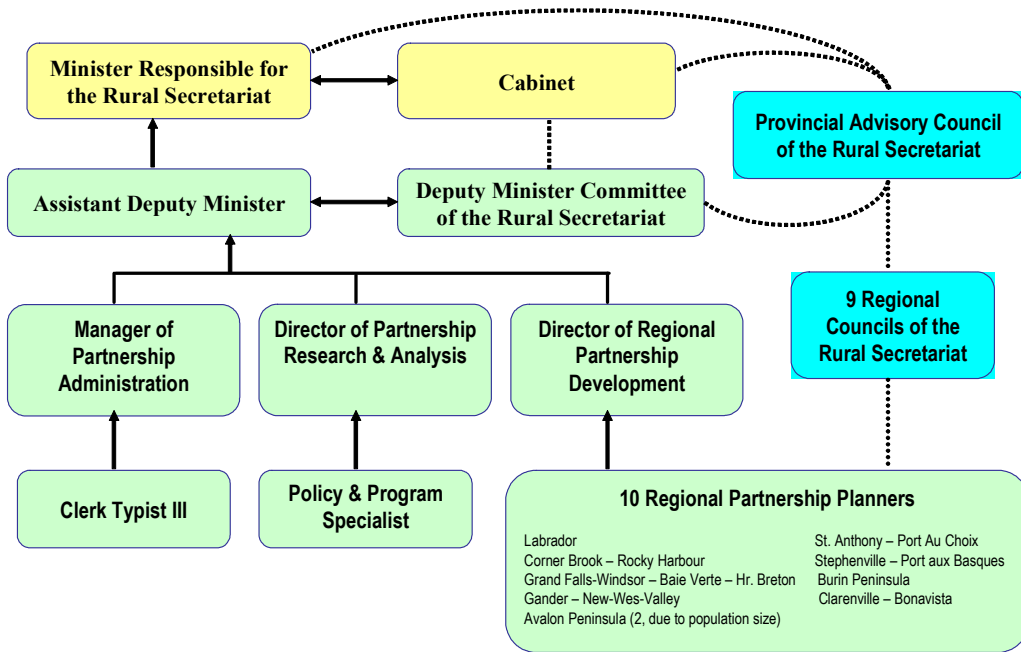 Minister Responsible for
the Rural Secretariat
Cabinet
Provincial Advisory Council
of the Rural Secretariat
Assistant Deputy Minister
Deputy Minister Committee
of the Rural Secretariat
9 Regional
Councils of the
Rural Secretariat
Manager of
Partnership
Administration
Director of Partnership
Research & Analysis
Director of Regional
Partnership
Development
Clerk Typist III
Policy & Program
Specialist
10 Regional Partnership Planners
Labrador
Corner Brook – Rocky Harbour
Grand Falls-Windsor – Baie Verte – Hr. Breton
Gander – New-Wes-Valley
Avalon Peninsula (2, due to population size)
St. Anthony – Port Au Choix
Stephenville – Port aux Basques
Burin Peninsula
Clarenville – Bonavista